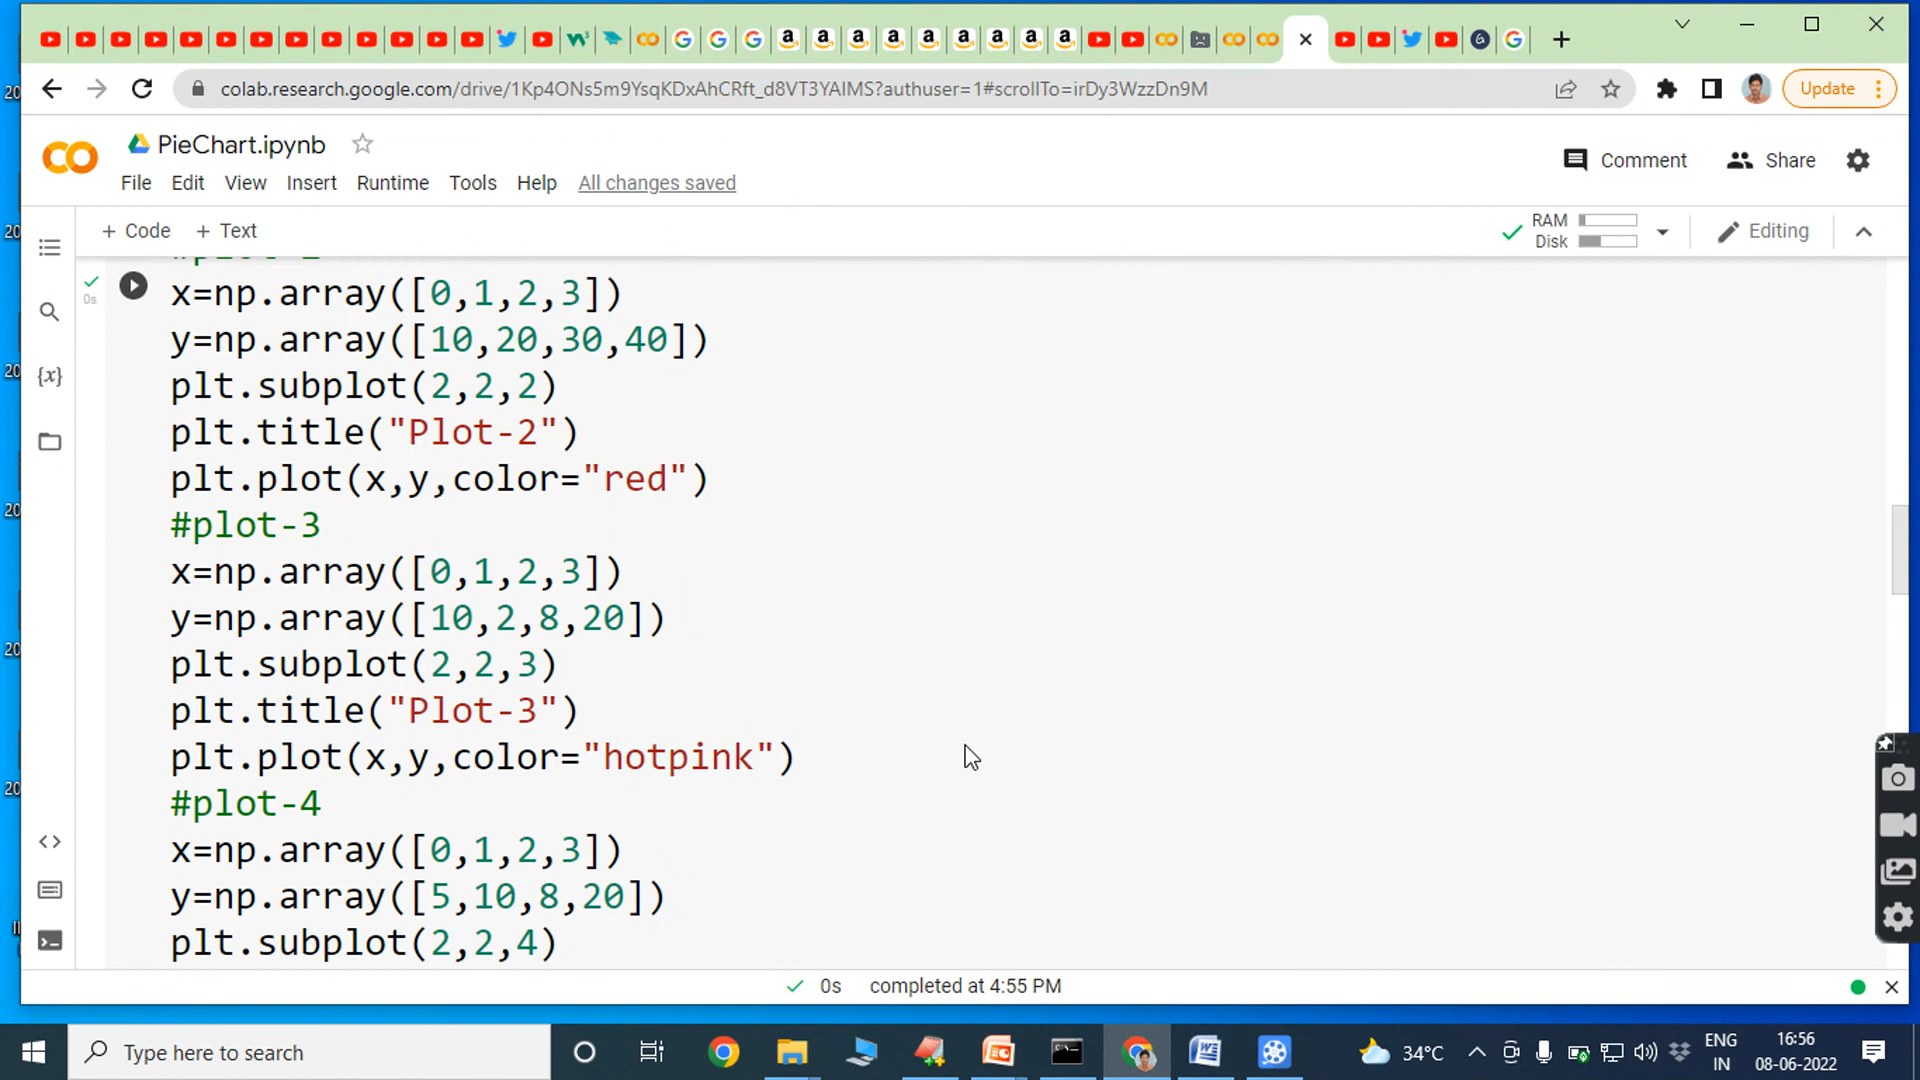 colab.research.google.com/drive/1Kp4ONs5m9YsqKDxAhCRft_d8VT3YAIMS?authuser=1#scrollTo=irDy3WzzDn9M
Update
PieChart.ipynb
Comment
Share
File Edit View Insert Runtime Tools Help All changes saved
+ Code + Text
RAM
Disk
Editing
0s
x=np.array([0,1,2,3])
y=np.array([10,20,30,40])
plt.subplot(2,2,2)
plt.title("Plot-2")
plt.plot(x,y,color="red")
#plot-3
x=np.array([0,1,2,3])
y=np.array([10,2,8,20])
plt.subplot(2,2,3)
plt.title("Plot-3")
plt.plot(x,y,color="hotpink")
#plot-4
x=np.array([0,1,2,3])
y=np.array([5,10,8,20])
plt.subplot(2,2,4)
0s completed at 4:55 PM
Type here to search
34°C
ENG
IN
16:56
08-06-2022